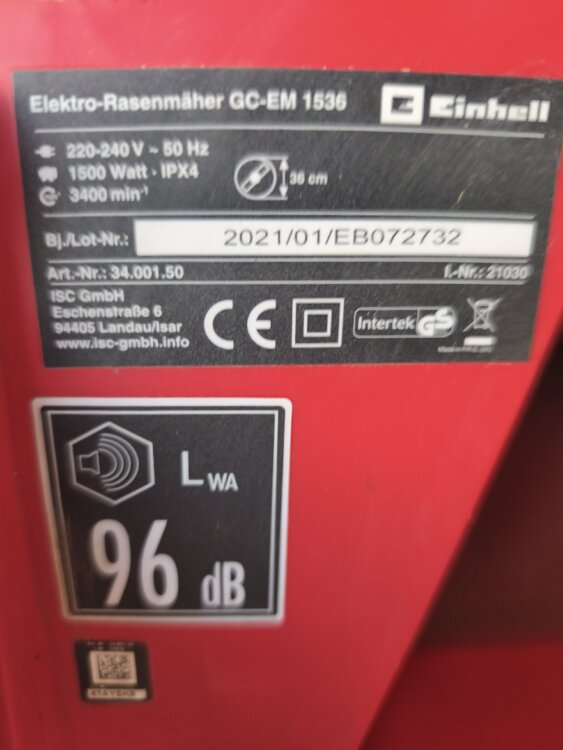 Elektro-Rasenmäher GC-EM 1536
Einhell
220-240 V ~ 50 Hz
1500 Watt · IPX4
3400 min⁻¹
36 cm
Bj./Lot-Nr.: 2021/01/EB072732
Art.-Nr.: 34.001.50
I.-Nr.: 21030
ISC GmbH
Eschenstraße 6
94405 Landau/Isar
www.isc-gmbh.info
CE
Intertek GS
LWA
96 dB